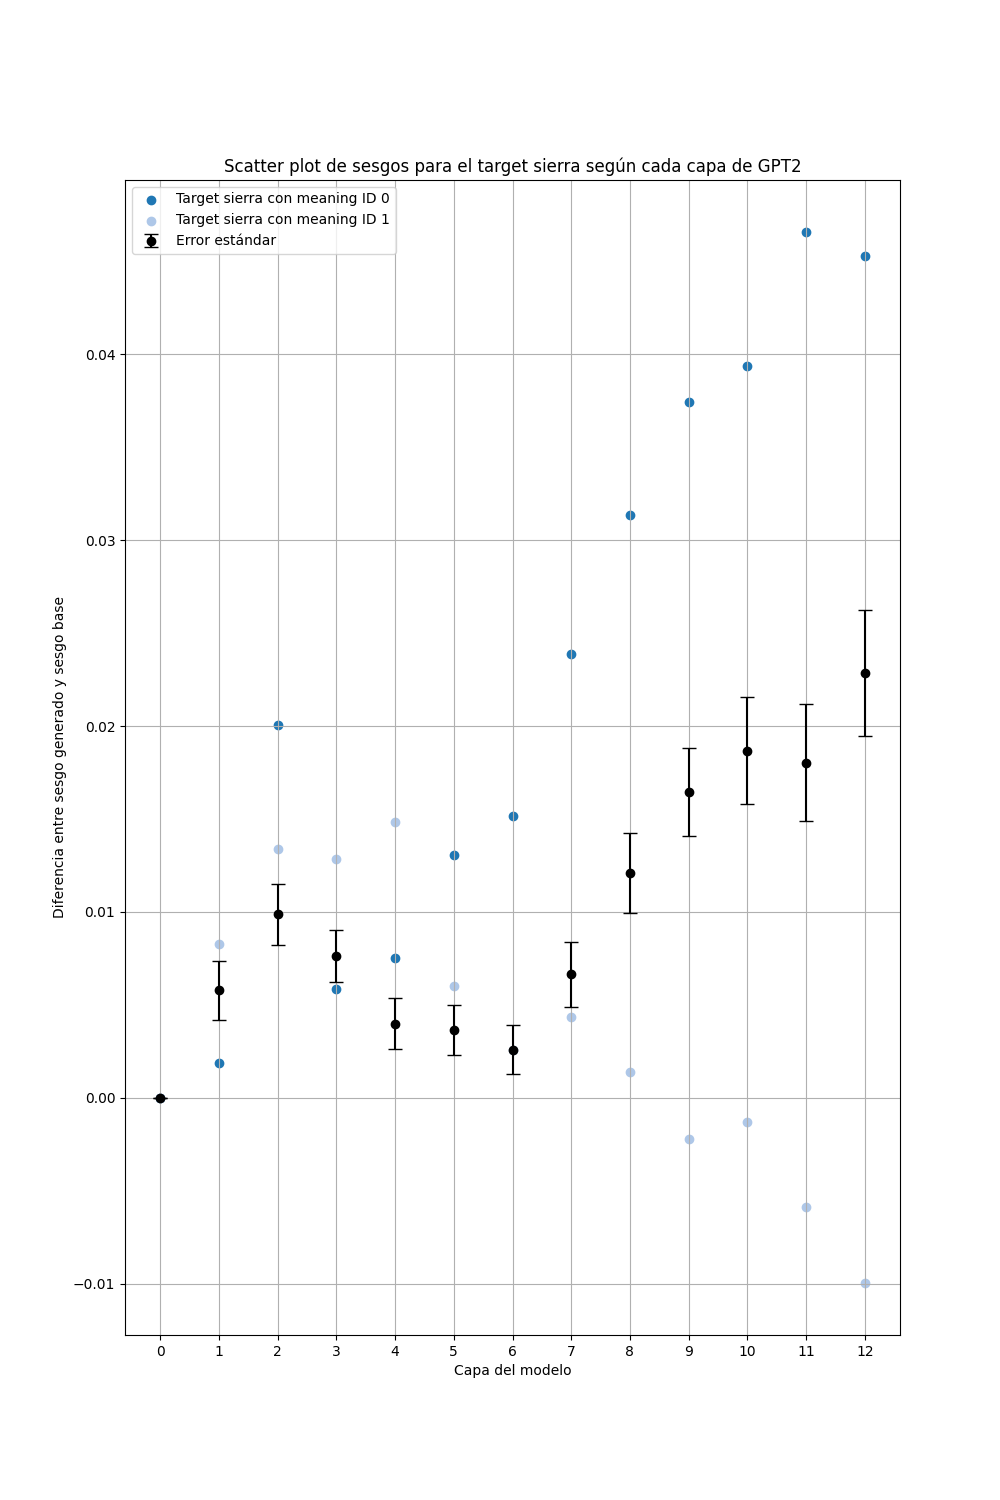 Scatter plot de sesgos para el target sierra según cada capa de GPT2
Target sierra con meaning ID 0
Target sierra con meaning ID 1
Error estándar
Diferencia entre sesgo generado y sesgo base
0.04
0.03
0.02
0.01
0.00
−0.01
0 1 2 3 4 5 6 7 8 9 10 11 12
Capa del modelo